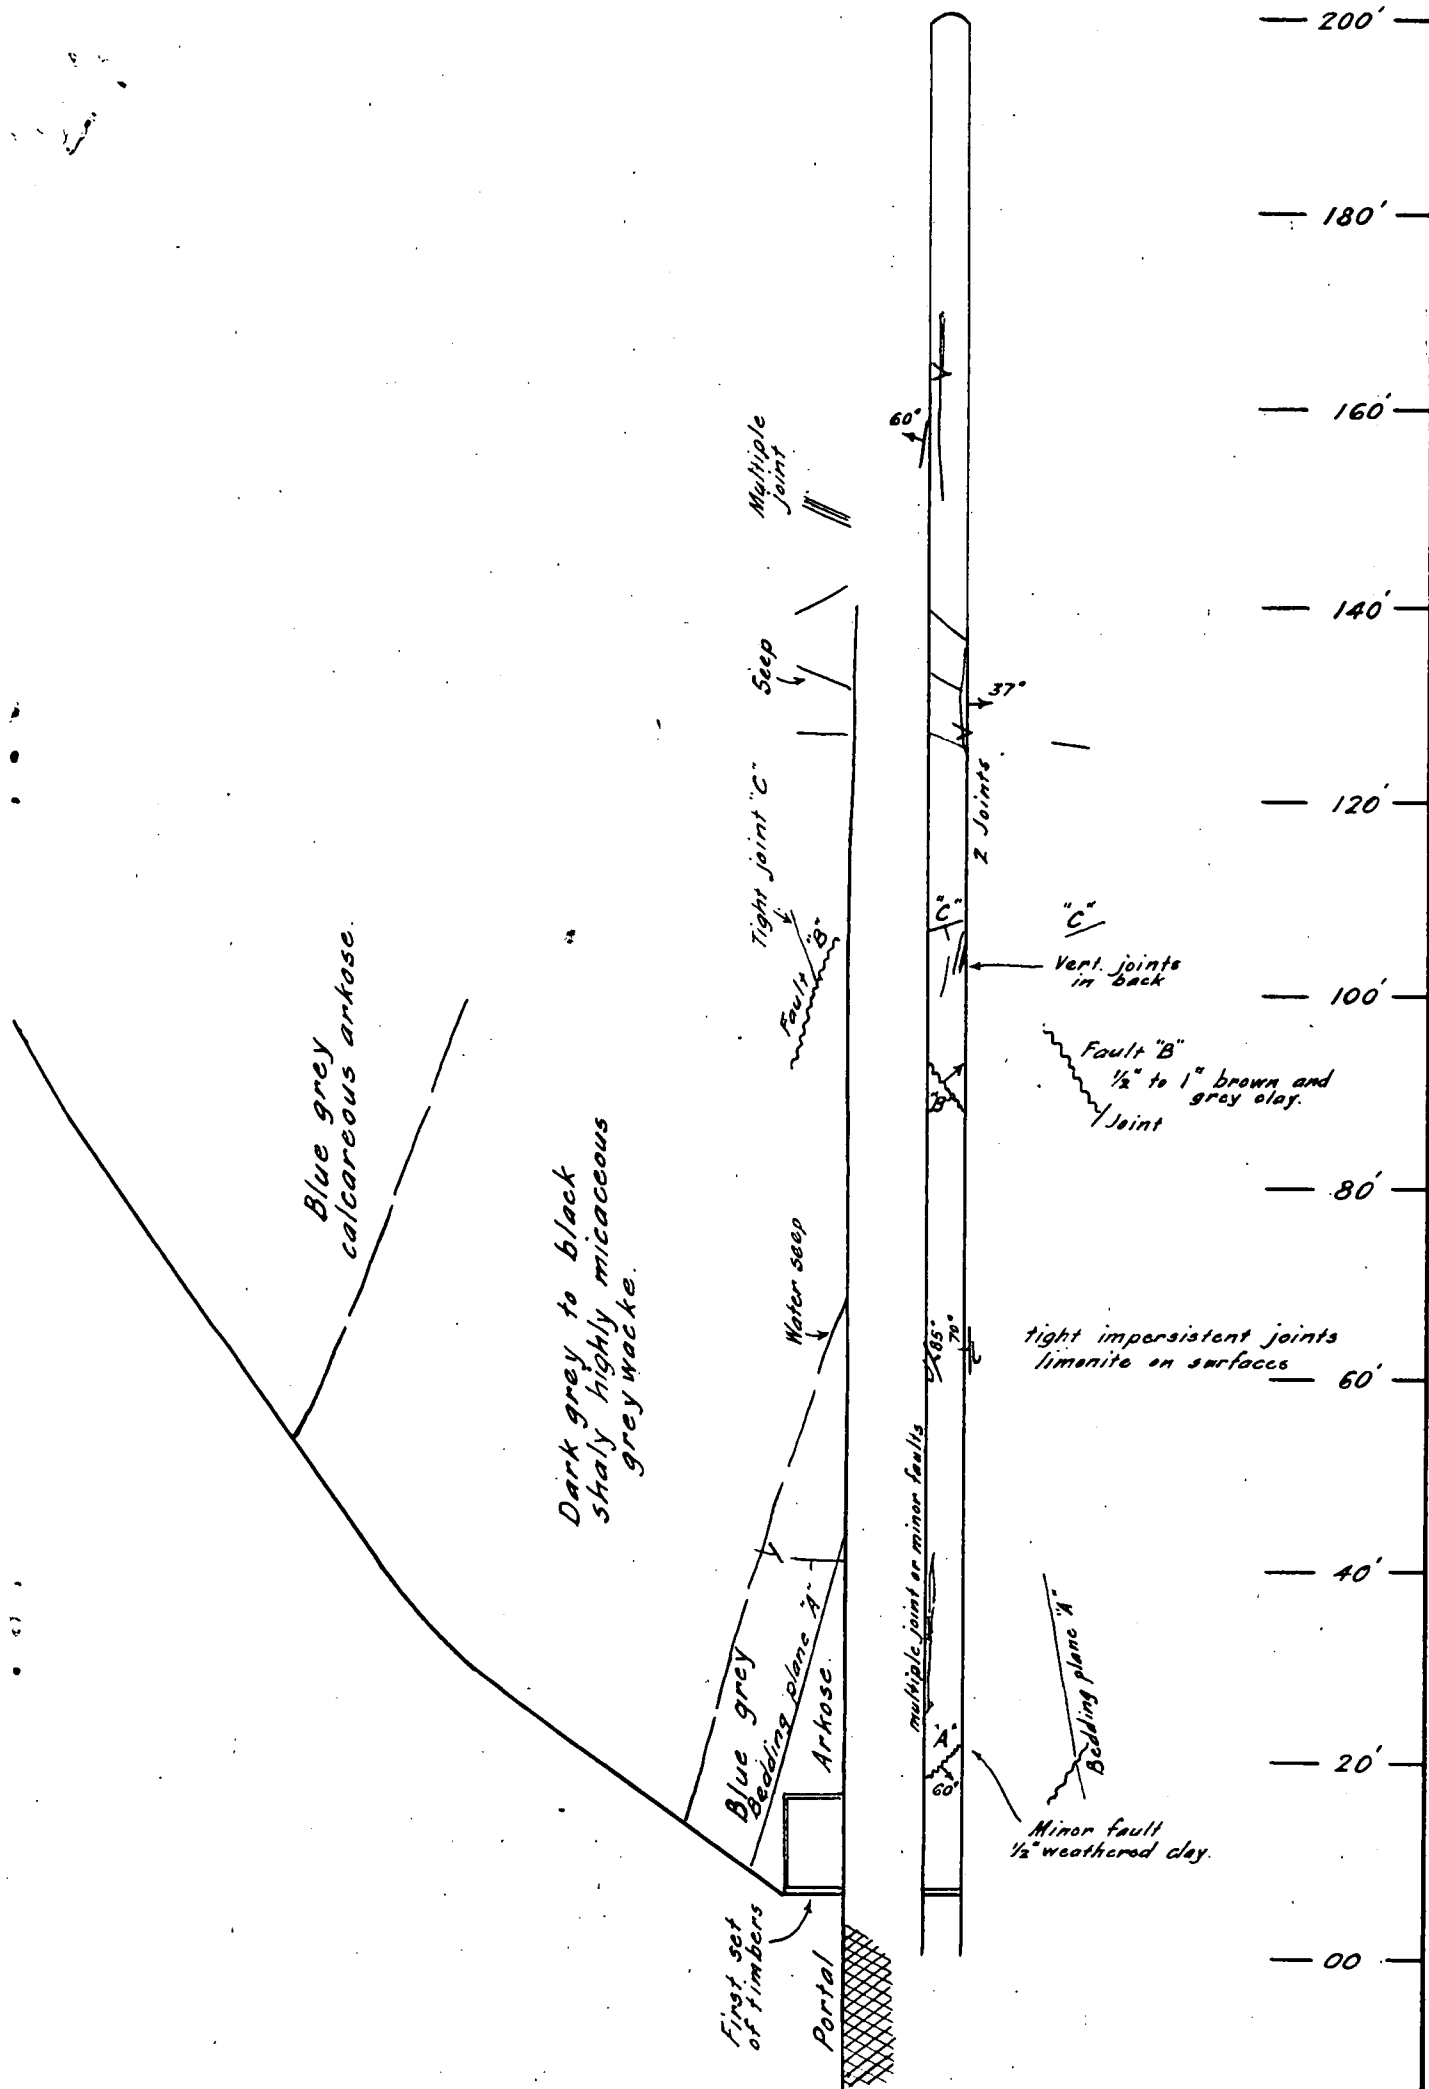 200'
180'
160'
60°
Multiple
joint
140'
Seep
37°
120'
2 Joints
Tight joint "C"
"C"
"C"
Fault "B"
Vert. joints
in back
100'
Blue grey
calcareous arkose.
Fault "B"
1/2" to 1" brown and
grey clay.
"B"
Joint
80'
Dark grey to black
shaly highly micaceous
greywacke.
Water seep
85°
70°
tight impersistent joints
limonite on surfaces
60'
multiple joint or minor faults
40'
Blue grey
Bedding plane "A"
Arkose.
"A"
60°
Bedding plane "A"
20'
Minor fault
1/2" weathered clay.
First set
of timbers
Portal
00